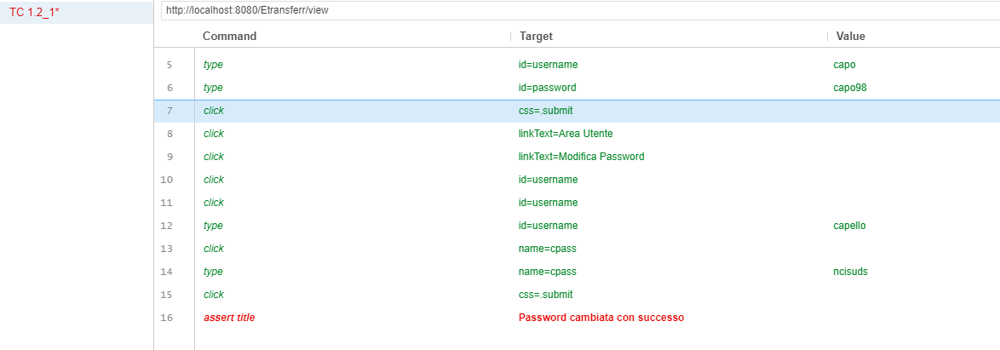 TC 1.2_1*
http://localhost:8080/Etransferr/view
Command Target Value
5 type id=username capo
6 type id=password capo98
7 click css=.submit
8 click linkText=Area Utente
9 click linkText=Modifica Password
10 click id=username
11 click id=username
12 type id=username capello
13 click name=cpass
14 type name=cpass ncisuds
15 click css=.submit
16 assert title Password cambiata con successo